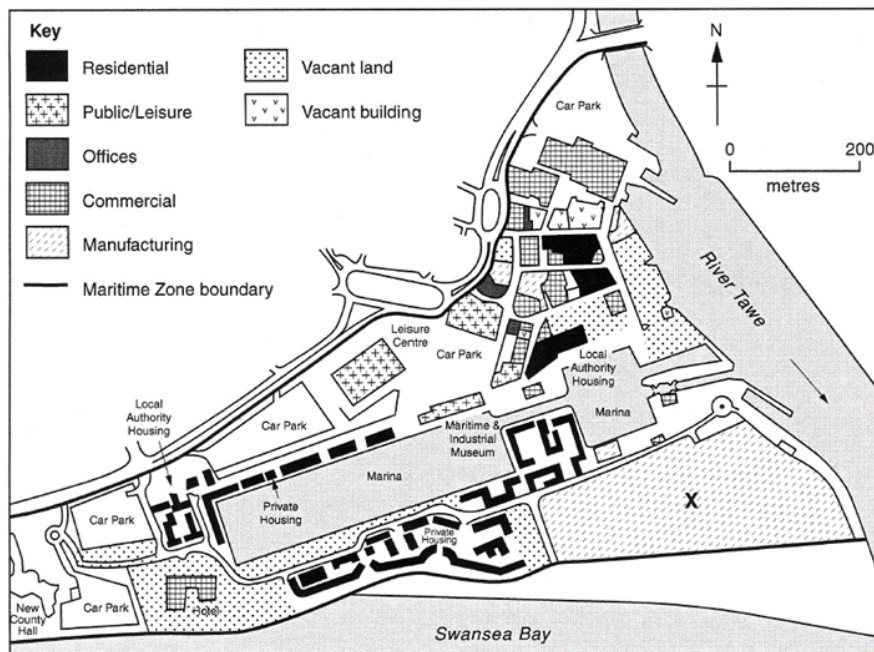 Key
Residential
Public/Leisure
Offices
Commercial
Manufacturing
Maritime Zone boundary
Vacant land
Vacant building
N
0 200
metres
Car Park
River Tawe
Leisure
Centre
Car Park
Local
Authority
Housing
Marina
Local
Authority
Housing
Car Park
Maritime &
Industrial
Museum
Marina
Private
Housing
X
Car Park
Private
Housing
New
County
Hall
Car Park
Hotel
Swansea Bay